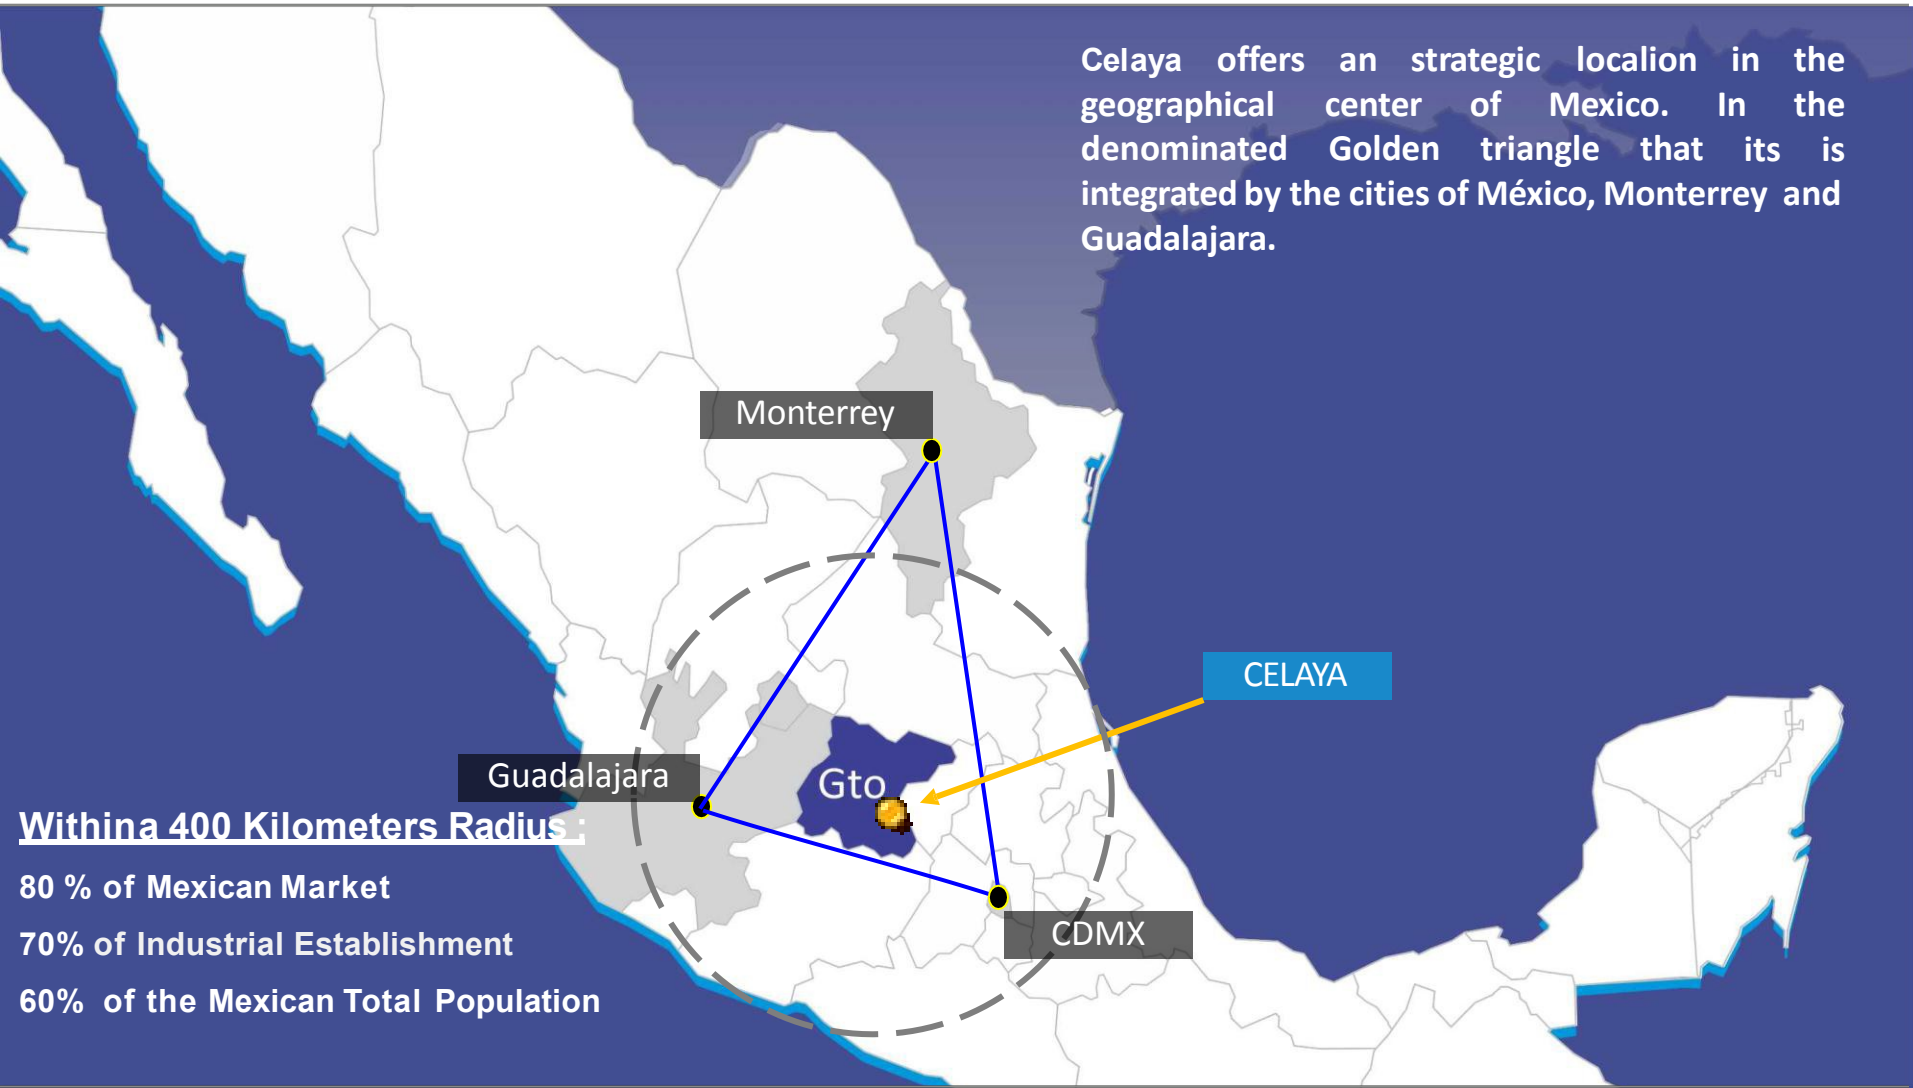 Celaya offers an strategic localion in the
geographical center of Mexico. In the
denominated Golden triangle that its is
integrated by the cities of México, Monterrey and
Guadalajara.
Monterrey
CELAYA
Guadalajara
Gto
CDMX
Withina 400 Kilometers Radius :
80 % of Mexican Market
70% of Industrial Establishment
60% of the Mexican Total Population